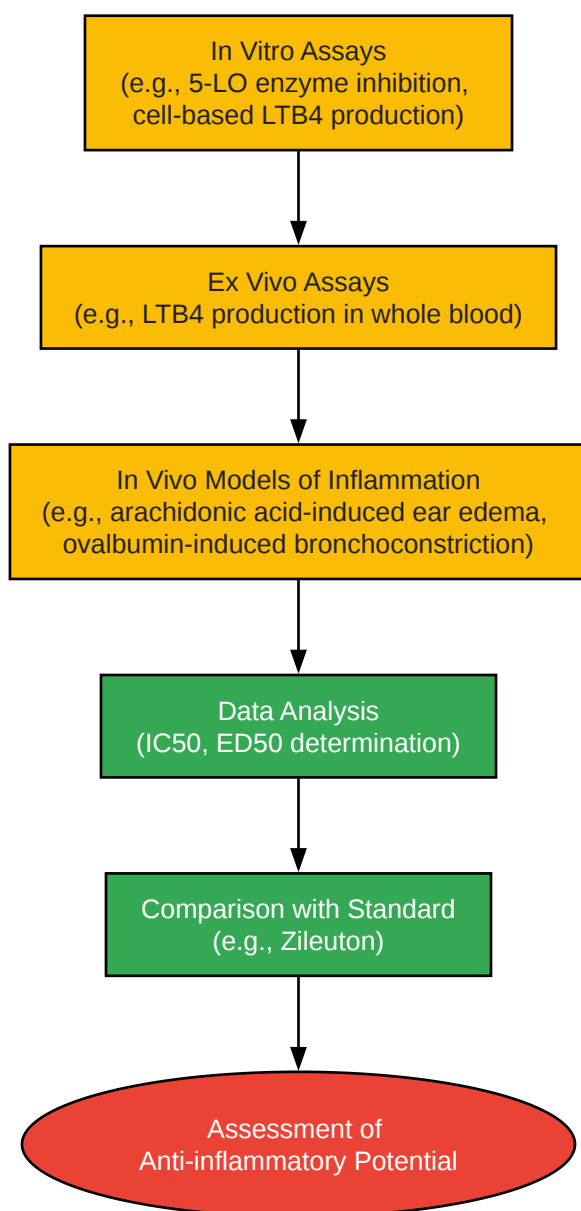 In Vitro Assays
(e.g., 5-LO enzyme inhibition,
cell-based LTB4 production)
Ex Vivo Assays
(e.g., LTB4 production in whole blood)
In Vivo Models of Inflammation
(e.g., arachidonic acid-induced ear edema,
ovalbumin-induced bronchoconstriction)
Data Analysis
(IC50, ED50 determination)
Comparison with Standard
(e.g., Zileuton)
Assessment of
Anti-inflammatory Potential